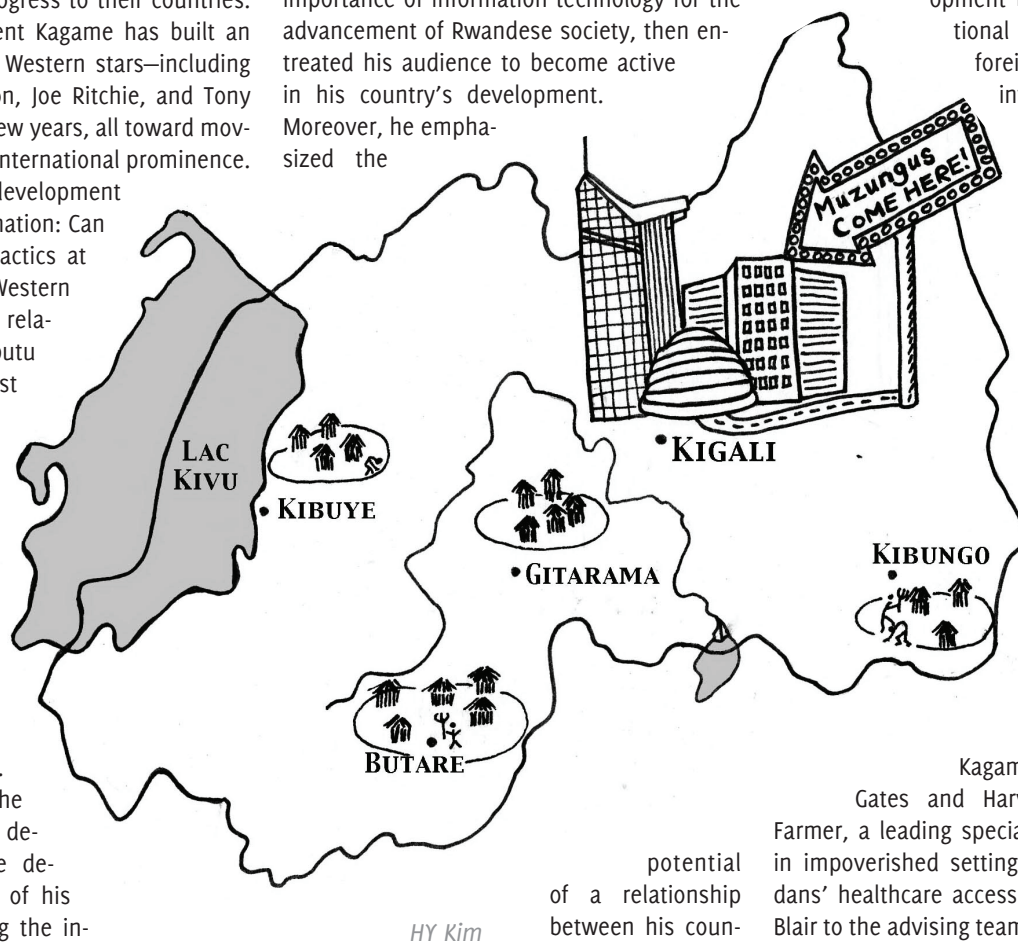 ogress to their countries.
ent Kagame has built an
Western stars—including
on, Joe Ritchie, and Tony
ew years, all toward mov-
nternational prominence.
development
nation: Can
actics at
Western
rela-
utu
st
he
de-
e de-
of his
g the in-
importance of information technology for the
advancement of Rwandese society, then en-
treated his audience to become active
in his country's development.
Moreover, he empha-
sized the
opment
tional
forei
in
Muzungus
COME HERE!
LAC
KIVU
KIBUYE
KIGALI
GITARAMA
KIBUNGO
BUTARE
HY Kim
potential
of a relationship
between his coun-
Kagam
Gates and Harv
Farmer, a leading specia
in impoverished setting
dans' healthcare access
Blair to the advising team